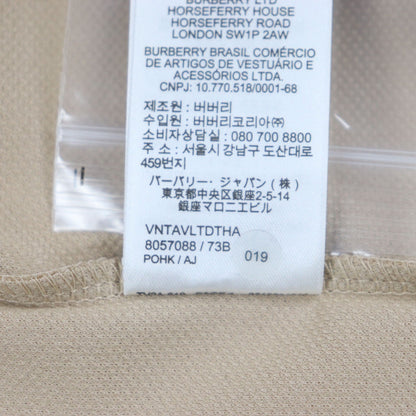 BURBERRY LTD
HORSEFERRY HOUSE
HORSEFERRY ROAD
LONDON SW1P 2AW
BURBERRY BRASIL COMÉRCIO
DE ARTIGOS DE VESTUÁRIO E
ACESSÓRIOS LTDA.
CNPJ: 10.770.518/0001-68
제조원 : 버버리
수입원 : 버버리코리아㈜
소비자상담실 : 080 700 8800
주소 : 서울시 강남구 도산대로
459번지
バーバリー・ジャパン（株）
東京都中央区銀座2-5-14
銀座マロニエビル
VNTAVLTDTHA
8057088 / 73B
POHK / AJ
019